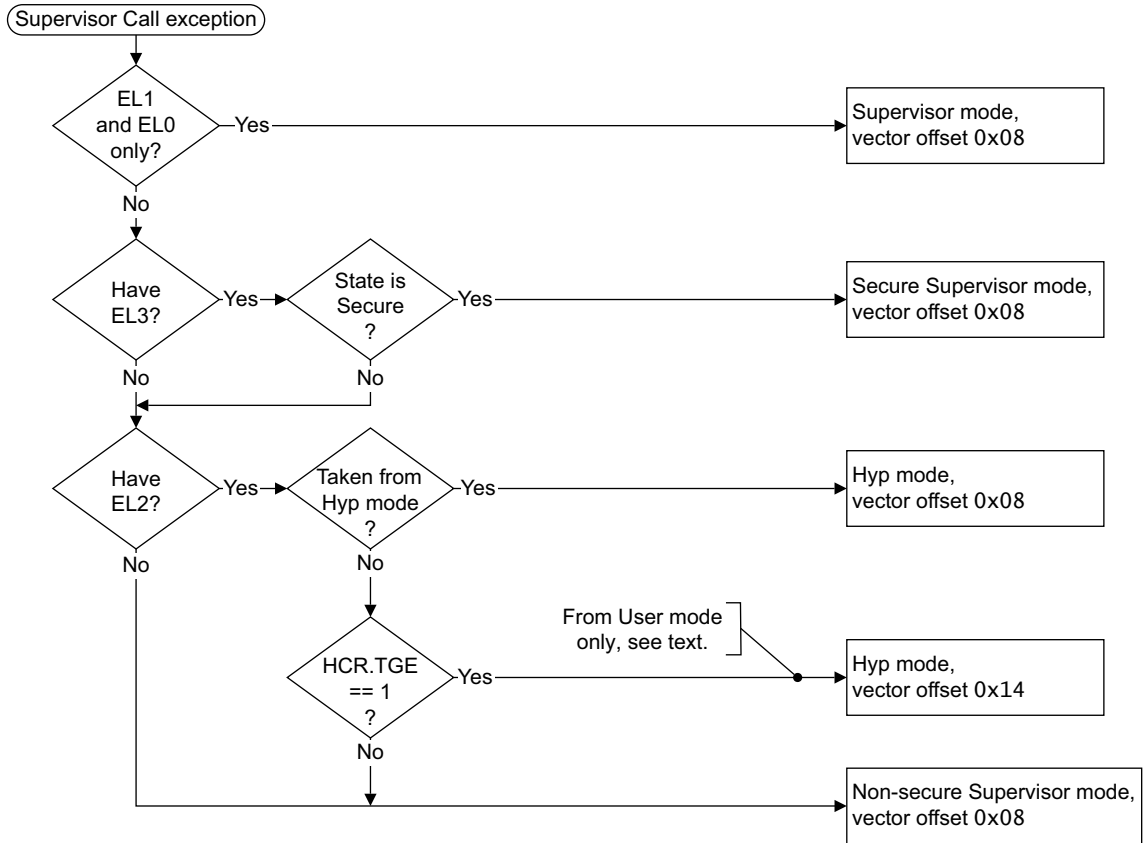 Supervisor Call exception
EL1
and EL0
only?
Yes
Supervisor mode,
vector offset 0x08
No
Have
EL3?
Yes
State is
Secure
?
Yes
Secure Supervisor mode,
vector offset 0x08
No
No
Have
EL2?
Yes
Taken from
Hyp mode
?
Yes
Hyp mode,
vector offset 0x08
No
No
From User mode
only, see text.
HCR.TGE
== 1
?
Yes
Hyp mode,
vector offset 0x14
No
Non-secure Supervisor mode,
vector offset 0x08